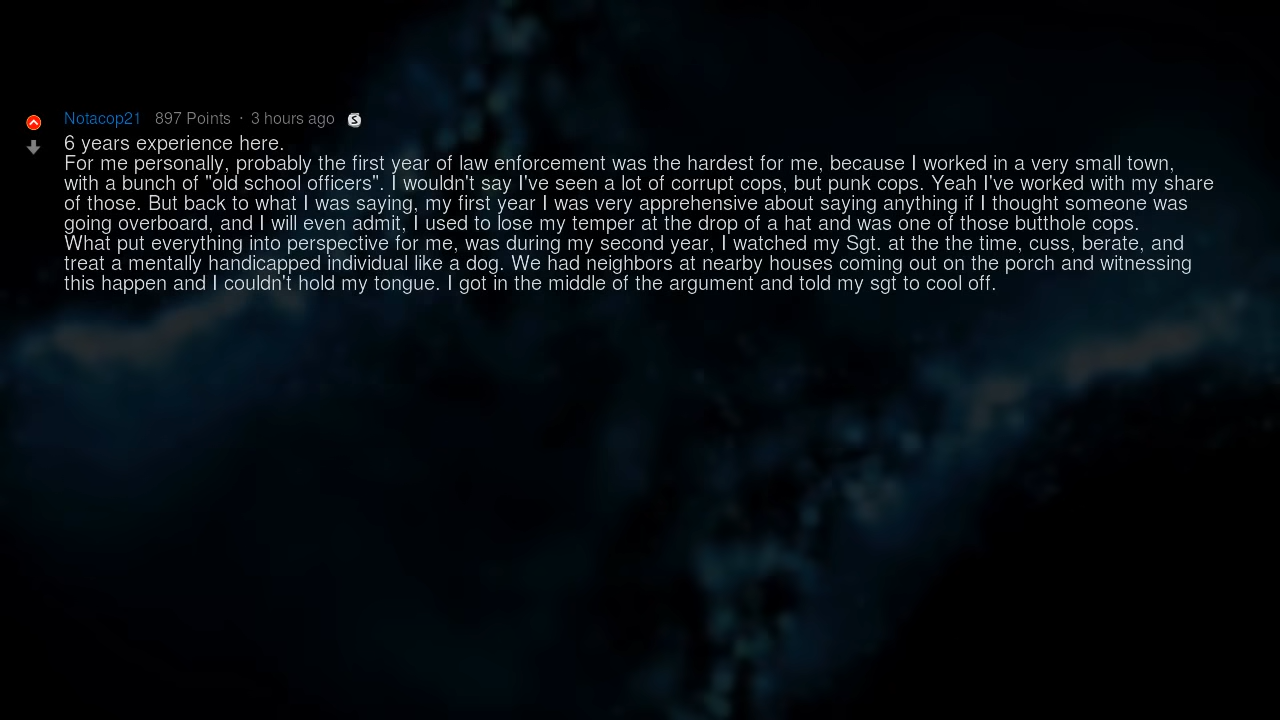 Notacop21 897 Points · 3 hours ago S
6 years experience here.
For me personally, probably the first year of law enforcement was the hardest for me, because I worked in a very small town,
with a bunch of "old school officers". I wouldn't say I've seen a lot of corrupt cops, but punk cops. Yeah I've worked with my share
of those. But back to what I was saying, my first year I was very apprehensive about saying anything if I thought someone was
going overboard, and I will even admit, I used to lose my temper at the drop of a hat and was one of those butthole cops.
What put everything into perspective for me, was during my second year, I watched my Sgt. at the the time, cuss, berate, and
treat a mentally handicapped individual like a dog. We had neighbors at nearby houses coming out on the porch and witnessing
this happen and I couldn't hold my tongue. I got in the middle of the argument and told my sgt to cool off.